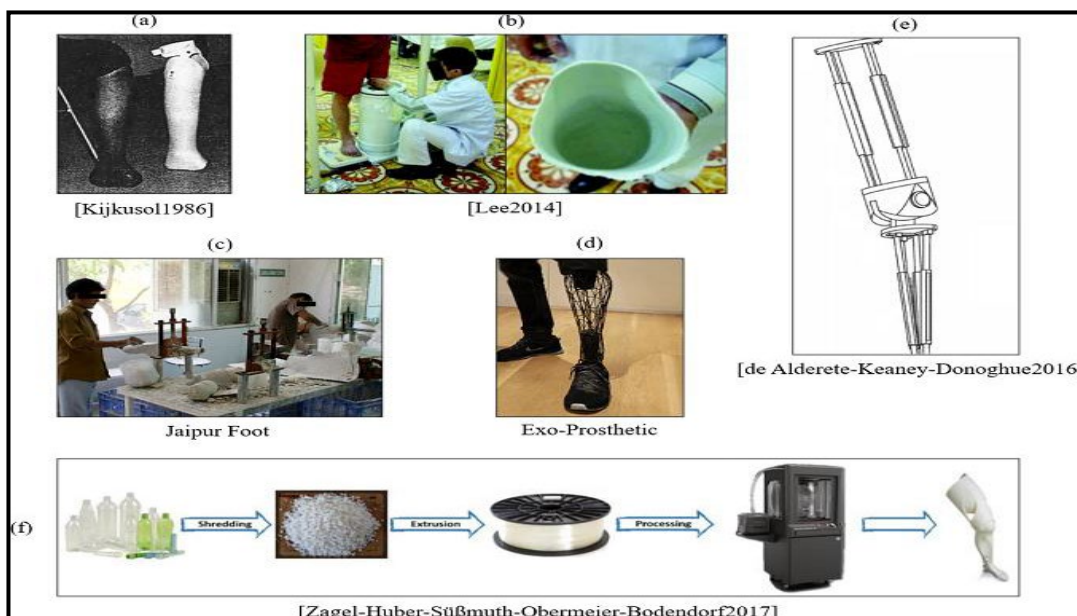 (a)
(b)
(e)
[Kijkusol1986]
[Lee2014]
(c)
(d)
[de Alderete-Keaney-Donoghue2016
Jaipur Foot
Exo-Prosthetic
(f)
Shredding
Extrusion
Processing
[Zagel-Huber-Süßmuth-Obermeier-Bodendorf2017]